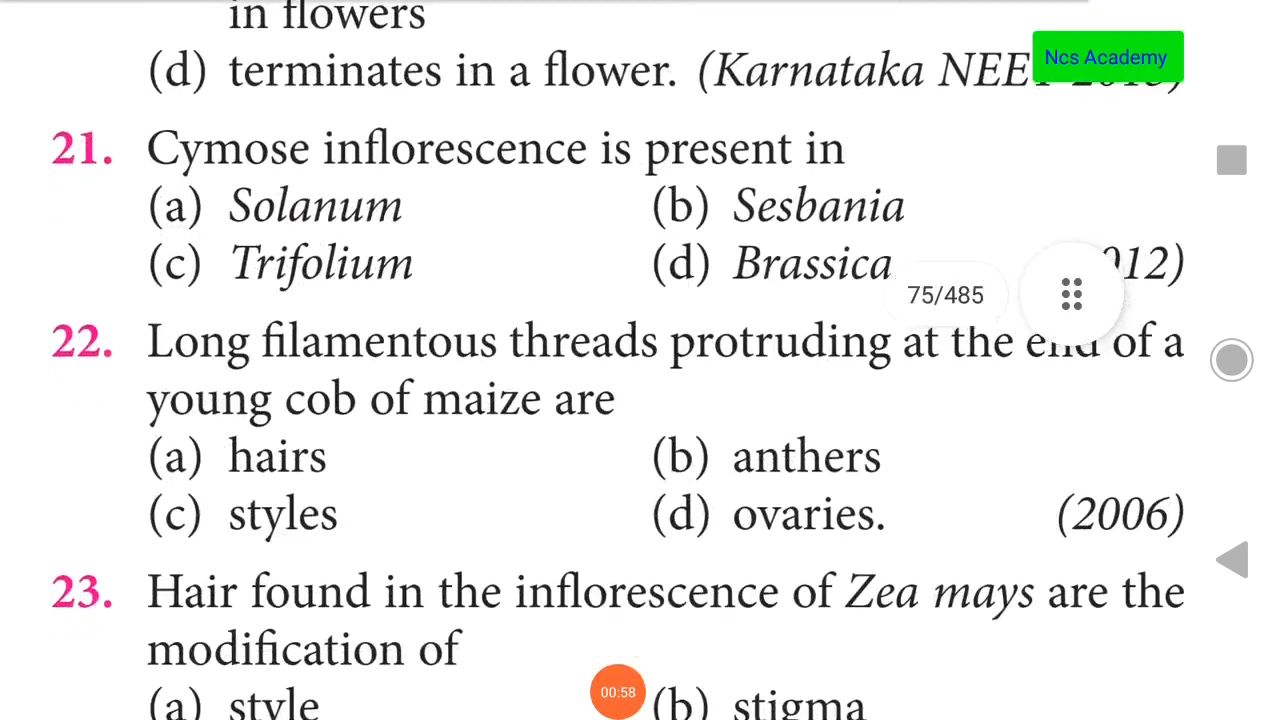 in flowers
(d) terminates in a flower. (Karnataka NEET 2013)
Ncs Academy
21. Cymose inflorescence is present in
(a) Solanum (b) Sesbania
(c) Trifolium (d) Brassica 012)
75/485
22. Long filamentous threads protruding at the end of a
young cob of maize are
(a) hairs (b) anthers
(c) styles (d) ovaries. (2006)
23. Hair found in the inflorescence of Zea mays are the
modification of
00:58
(a) style (b) stigma